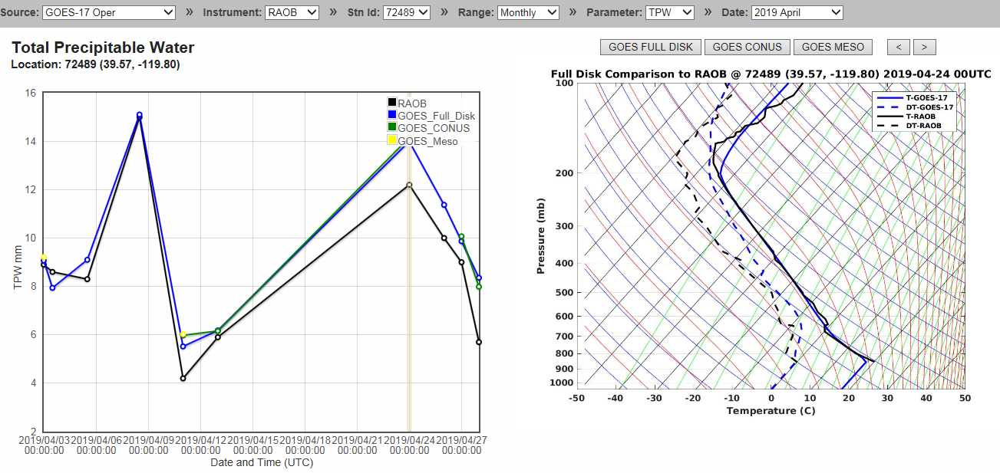 Source: GOES-17 Oper » Instrument: RAOB » Stn Id: 72489 » Range: Monthly » Parameter: TPW » Date: 2019 April
Total Precipitable Water
Location: 72489 (39.57, -119.80)
GOES FULL DISK GOES CONUS GOES MESO < >
16
14
12
10
8
6
4
2
TPW mm
RAOB
GOES_Full_Disk
GOES_CONUS
GOES_Meso
2019/04/03 2019/04/06 2019/04/09 2019/04/12 2019/04/15 2019/04/18 2019/04/21 2019/04/24 2019/04/27
00:00:00 00:00:00 00:00:00 00:00:00 00:00:00 00:00:00 00:00:00 00:00:00 00:00:00
Date and Time (UTC)
Full Disk Comparison to RAOB @ 72489 (39.57, -119.80) 2019-04-24 00UTC
100
200
300
400
500
600
700
800
900
1000
Pressure (mb)
T-GOES-17
DT-GOES-17
T-RAOB
DT-RAOB
-50 -40 -30 -20 -10 0 10 20 30 40 50
Temperature (C)